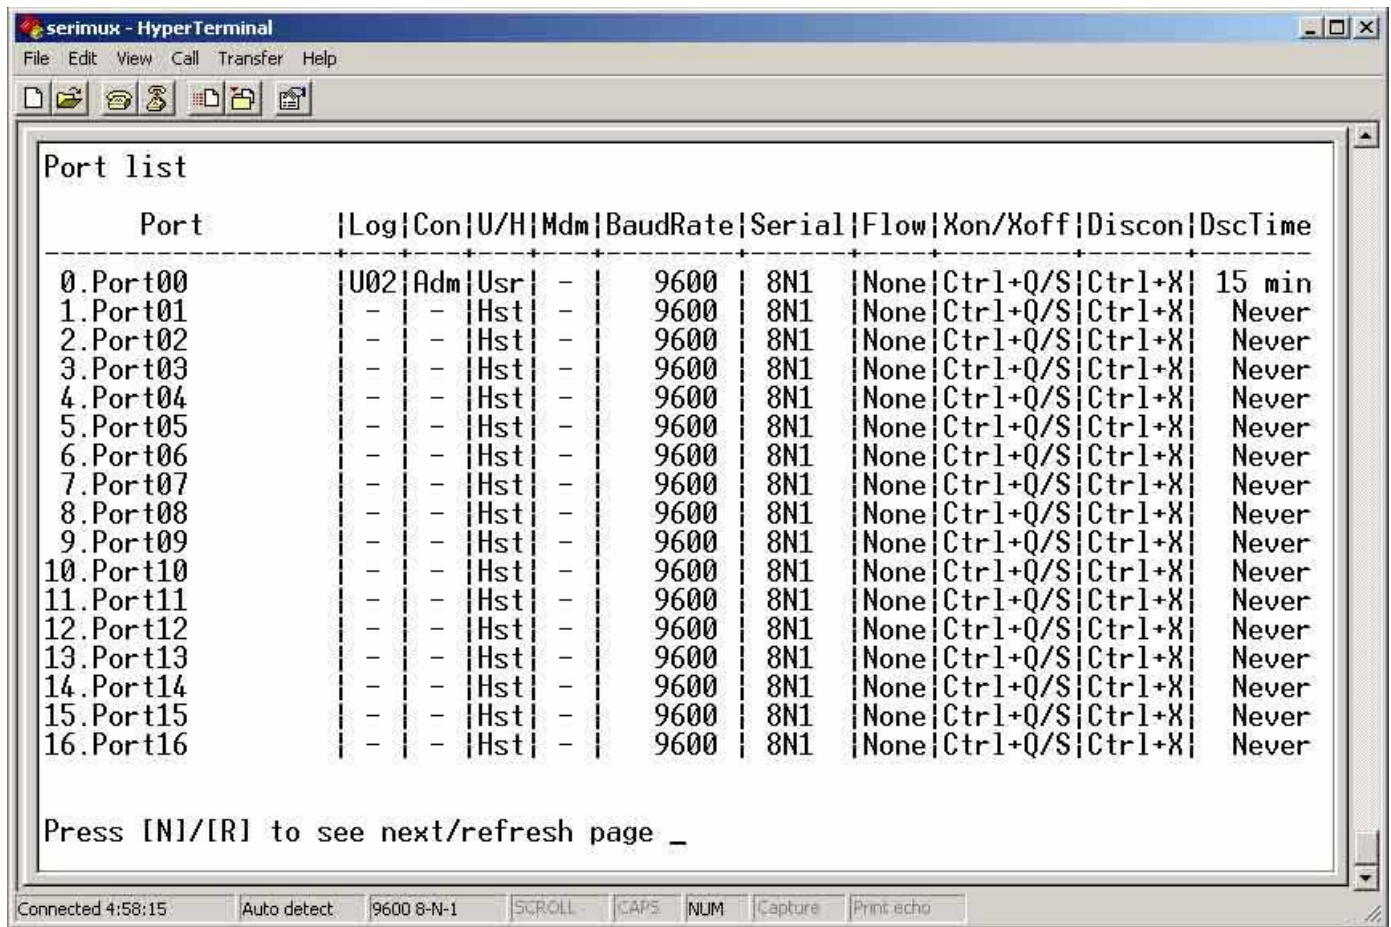 serimux - HyperTerminal
File Edit View Call Transfer Help
Port list
Port |Log|Con|U/H|Mdm|BaudRate|Serial|Flow|Xon/Xoff|Discon|DscTime
0.Port00 |U02|Adm|Usr| - | 9600 | 8N1 |None|Ctrl+Q/S|Ctrl+X| 15 min
1.Port01 | - | - |Hst| - | 9600 | 8N1 |None|Ctrl+Q/S|Ctrl+X| Never
2.Port02 | - | - |Hst| - | 9600 | 8N1 |None|Ctrl+Q/S|Ctrl+X| Never
3.Port03 | - | - |Hst| - | 9600 | 8N1 |None|Ctrl+Q/S|Ctrl+X| Never
4.Port04 | - | - |Hst| - | 9600 | 8N1 |None|Ctrl+Q/S|Ctrl+X| Never
5.Port05 | - | - |Hst| - | 9600 | 8N1 |None|Ctrl+Q/S|Ctrl+X| Never
6.Port06 | - | - |Hst| - | 9600 | 8N1 |None|Ctrl+Q/S|Ctrl+X| Never
7.Port07 | - | - |Hst| - | 9600 | 8N1 |None|Ctrl+Q/S|Ctrl+X| Never
8.Port08 | - | - |Hst| - | 9600 | 8N1 |None|Ctrl+Q/S|Ctrl+X| Never
9.Port09 | - | - |Hst| - | 9600 | 8N1 |None|Ctrl+Q/S|Ctrl+X| Never
10.Port10 | - | - |Hst| - | 9600 | 8N1 |None|Ctrl+Q/S|Ctrl+X| Never
11.Port11 | - | - |Hst| - | 9600 | 8N1 |None|Ctrl+Q/S|Ctrl+X| Never
12.Port12 | - | - |Hst| - | 9600 | 8N1 |None|Ctrl+Q/S|Ctrl+X| Never
13.Port13 | - | - |Hst| - | 9600 | 8N1 |None|Ctrl+Q/S|Ctrl+X| Never
14.Port14 | - | - |Hst| - | 9600 | 8N1 |None|Ctrl+Q/S|Ctrl+X| Never
15.Port15 | - | - |Hst| - | 9600 | 8N1 |None|Ctrl+Q/S|Ctrl+X| Never
16.Port16 | - | - |Hst| - | 9600 | 8N1 |None|Ctrl+Q/S|Ctrl+X| Never
Press [N]/[R] to see next/refresh page _
Connected 4:58:15 Auto detect 9600 8-N-1 SCROLL CAPS NUM Capture Print echo